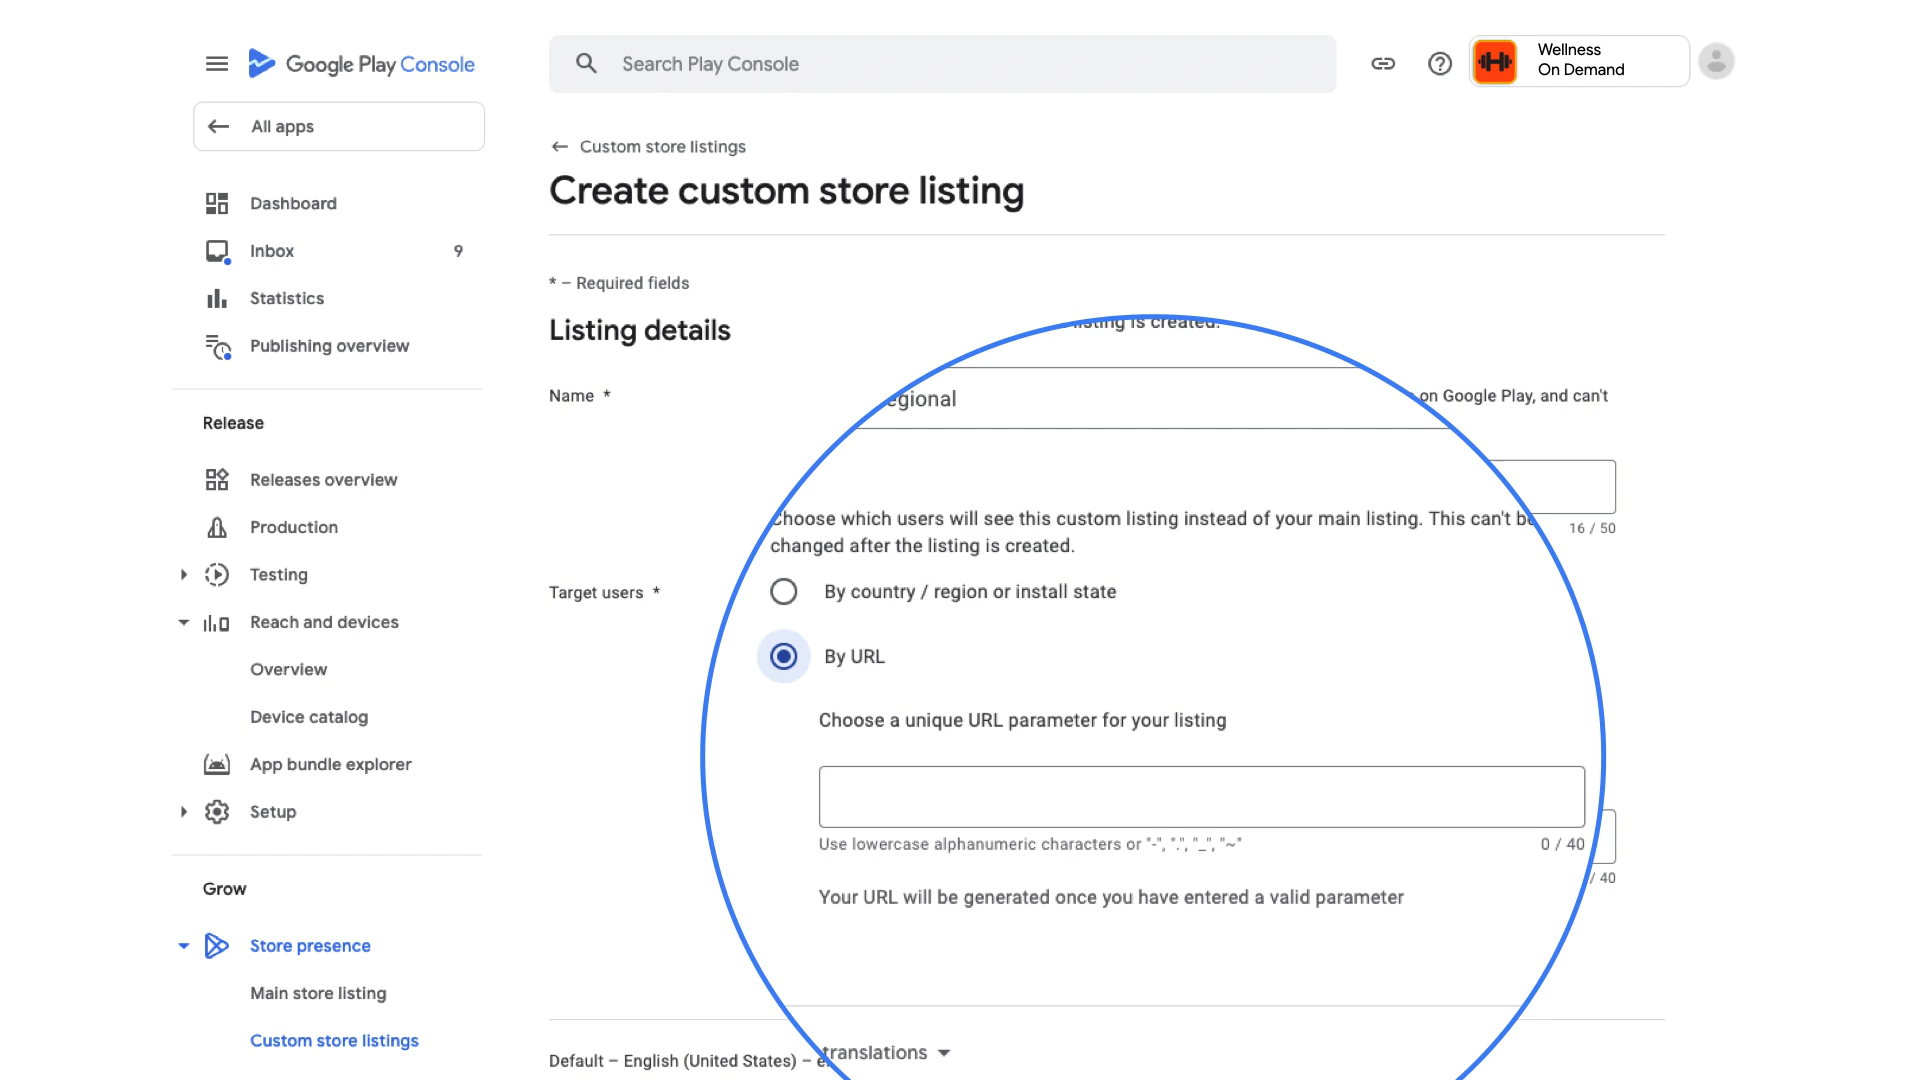 Google Play Console
Search Play Console
Wellness
On Demand
All apps
Dashboard
Inbox 9
Statistics
Publishing overview
Release
Releases overview
Production
Testing
Reach and devices
Overview
Device catalog
App bundle explorer
Setup
Grow
Store presence
Main store listing
Custom store listings
Custom store listings
Create custom store listing
* – Required fields
Listing details
listing is created.
Name *
egional
on Google Play, and can't
16 / 50
Choose which users will see this custom listing instead of your main listing. This can't be
changed after the listing is created.
Target users *
By country / region or install state
By URL
Choose a unique URL parameter for your listing
Use lowercase alphanumeric characters or "-", ".", "_", "~"
0 / 40
/ 40
Your URL will be generated once you have entered a valid parameter
Default – English (United States) – e
translations